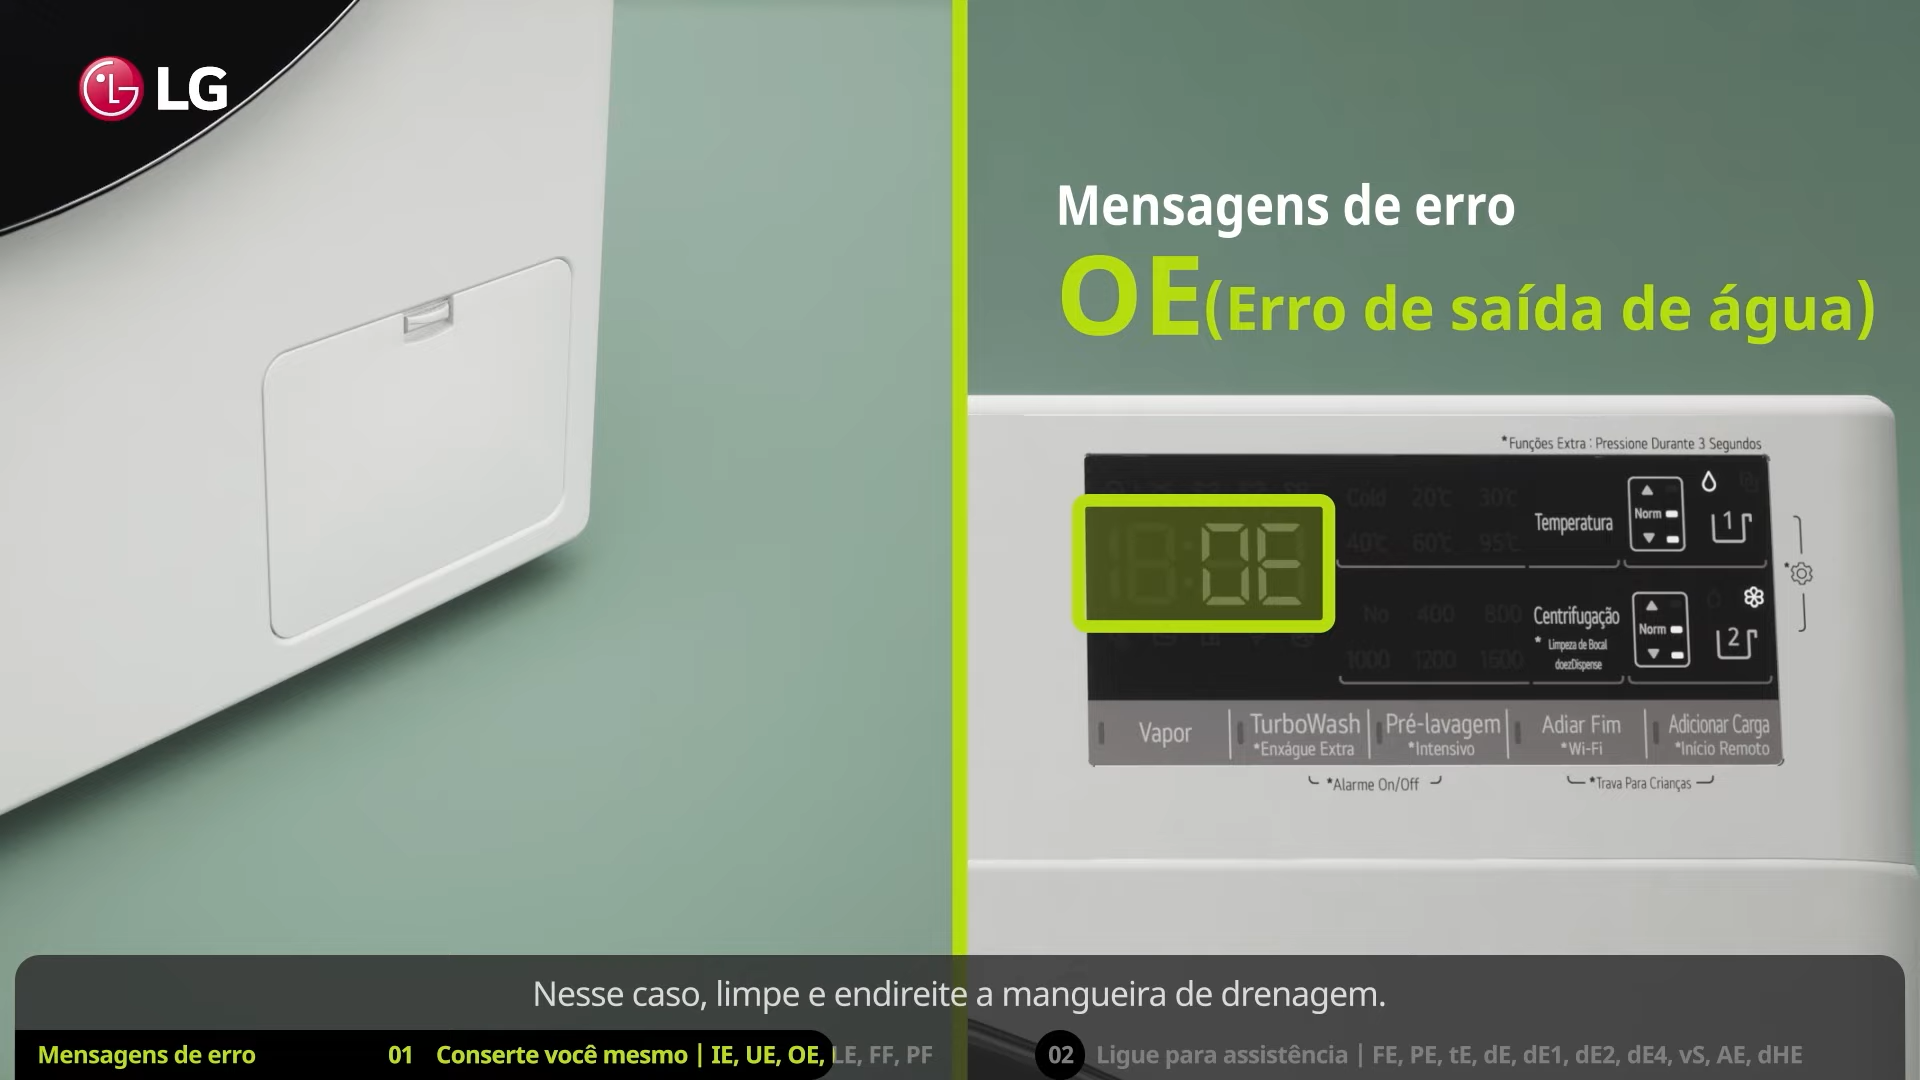 LG
Mensagens de erro
OE(Erro de saída de água)
*Funções Extra : Pressione Durante 3 Segundos
Cold 20℃ 30℃
40℃ 60℃ 95℃
Temperatura
Norm
1
OE
No 400 800
1000 1200 1600
Centrifugação
* Limpeza de Bocal
doezDispense
Norm
2
Vapor
TurboWash
*Enxágue Extra
Pré-lavagem
*Intensivo
Adiar Fim
*Wi-Fi
Adicionar Carga
*Início Remoto
*Alarme On/Off
*Trava Para Crianças
Nesse caso, limpe e endireite a mangueira de drenagem.
Mensagens de erro
01 Conserte você mesmo | IE, UE, OE, LE, FF, PF
02 Ligue para assistência | FE, PE, tE, dE, dE1, dE2, dE4, vS, AE, dHE